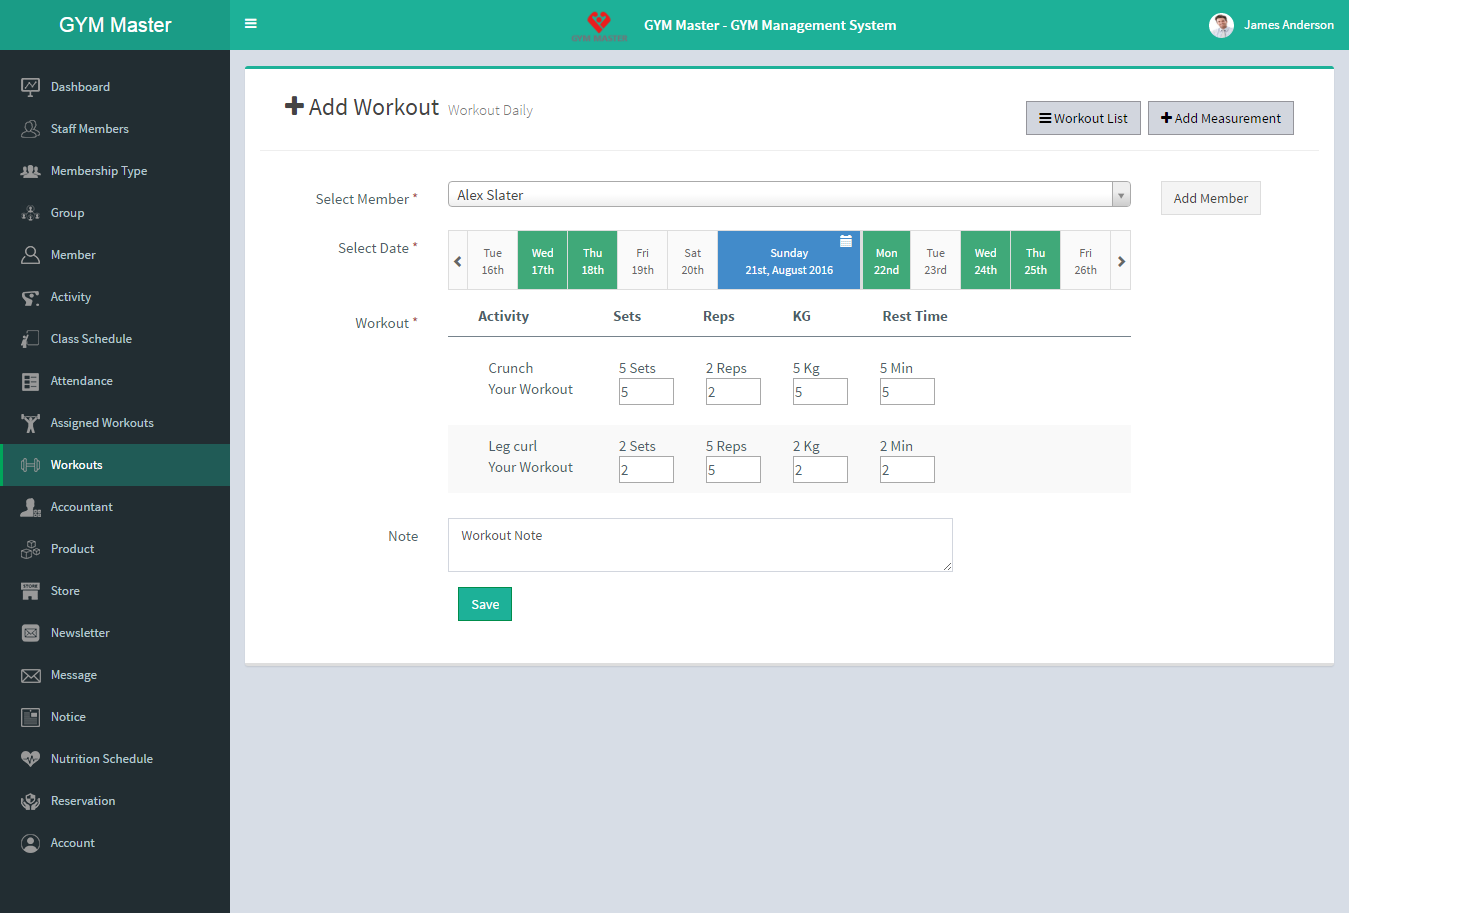 GYM Master
GYM MASTER
GYM Master - GYM Management System
James Anderson
Dashboard
Staff Members
Membership Type
Group
Member
Activity
Class Schedule
Attendance
Assigned Workouts
Workouts
Accountant
Product
STORE
Store
Newsletter
Message
Notice
Nutrition Schedule
Reservation
Account
Add Workout Workout Daily
Workout List
Add Measurement
Select Member *
Alex Slater
Add Member
Select Date *
Tue
16th
Wed
17th
Thu
18th
Fri
19th
Sat
20th
Sunday
21st, August 2016
Mon
22nd
Tue
23rd
Wed
24th
Thu
25th
Fri
26th
Workout *
Activity Sets Reps KG Rest Time
Crunch 5 Sets 2 Reps 5 Kg 5 Min
Your Workout 5 2 5 5
Leg curl 2 Sets 5 Reps 2 Kg 2 Min
Your Workout 2 5 2 2
Note
Workout Note
Save